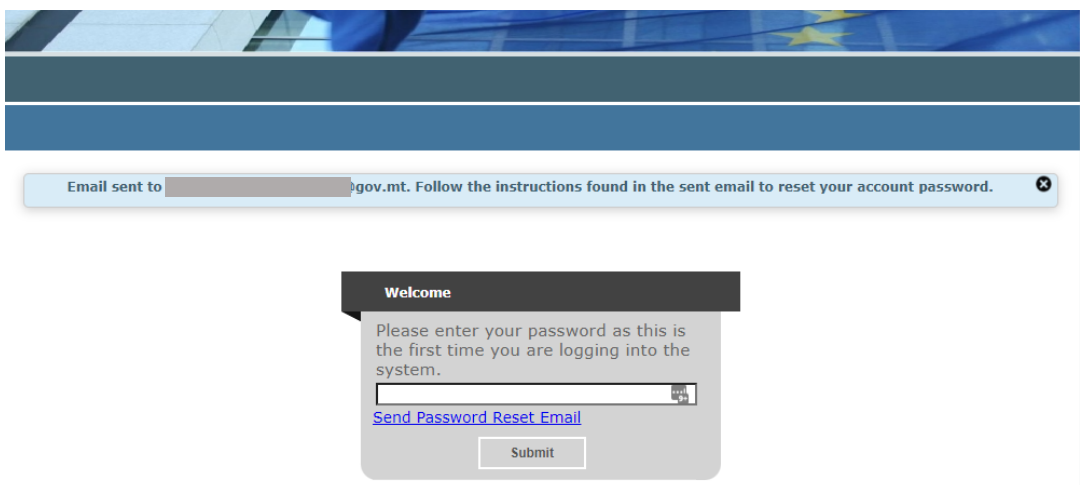 Email sent to @gov.mt. Follow the instructions found in the sent email to reset your account password.
Welcome
Please enter your password as this is
the first time you are logging into the
system.
Send Password Reset Email
Submit